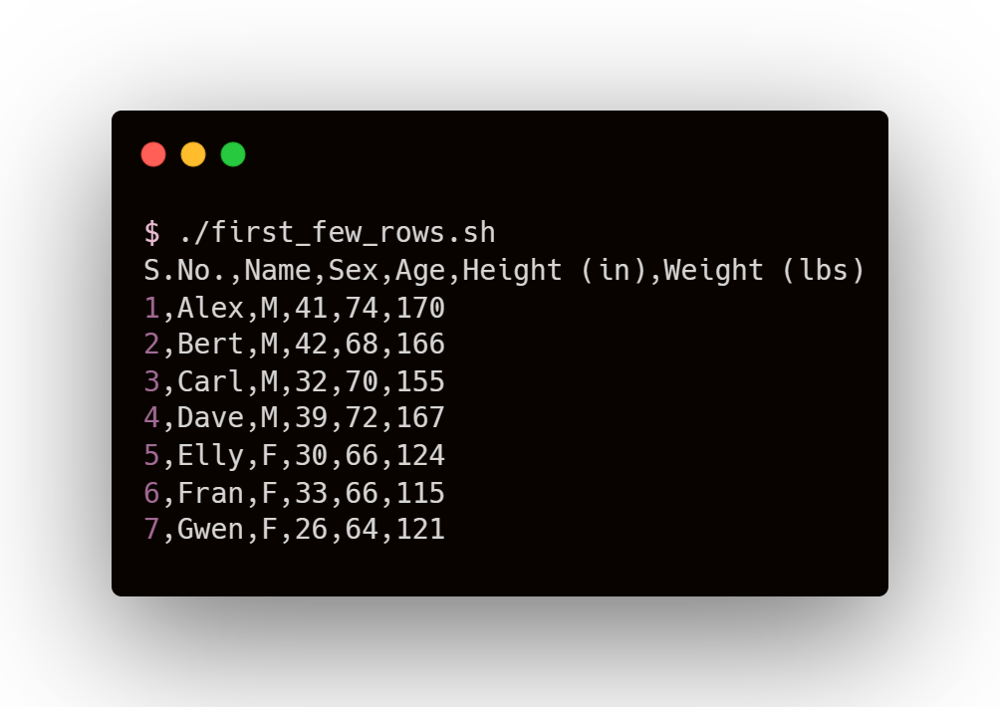 $ ./first_few_rows.sh
S.No.,Name,Sex,Age,Height (in),Weight (lbs)
1,Alex,M,41,74,170
2,Bert,M,42,68,166
3,Carl,M,32,70,155
4,Dave,M,39,72,167
5,Elly,F,30,66,124
6,Fran,F,33,66,115
7,Gwen,F,26,64,121